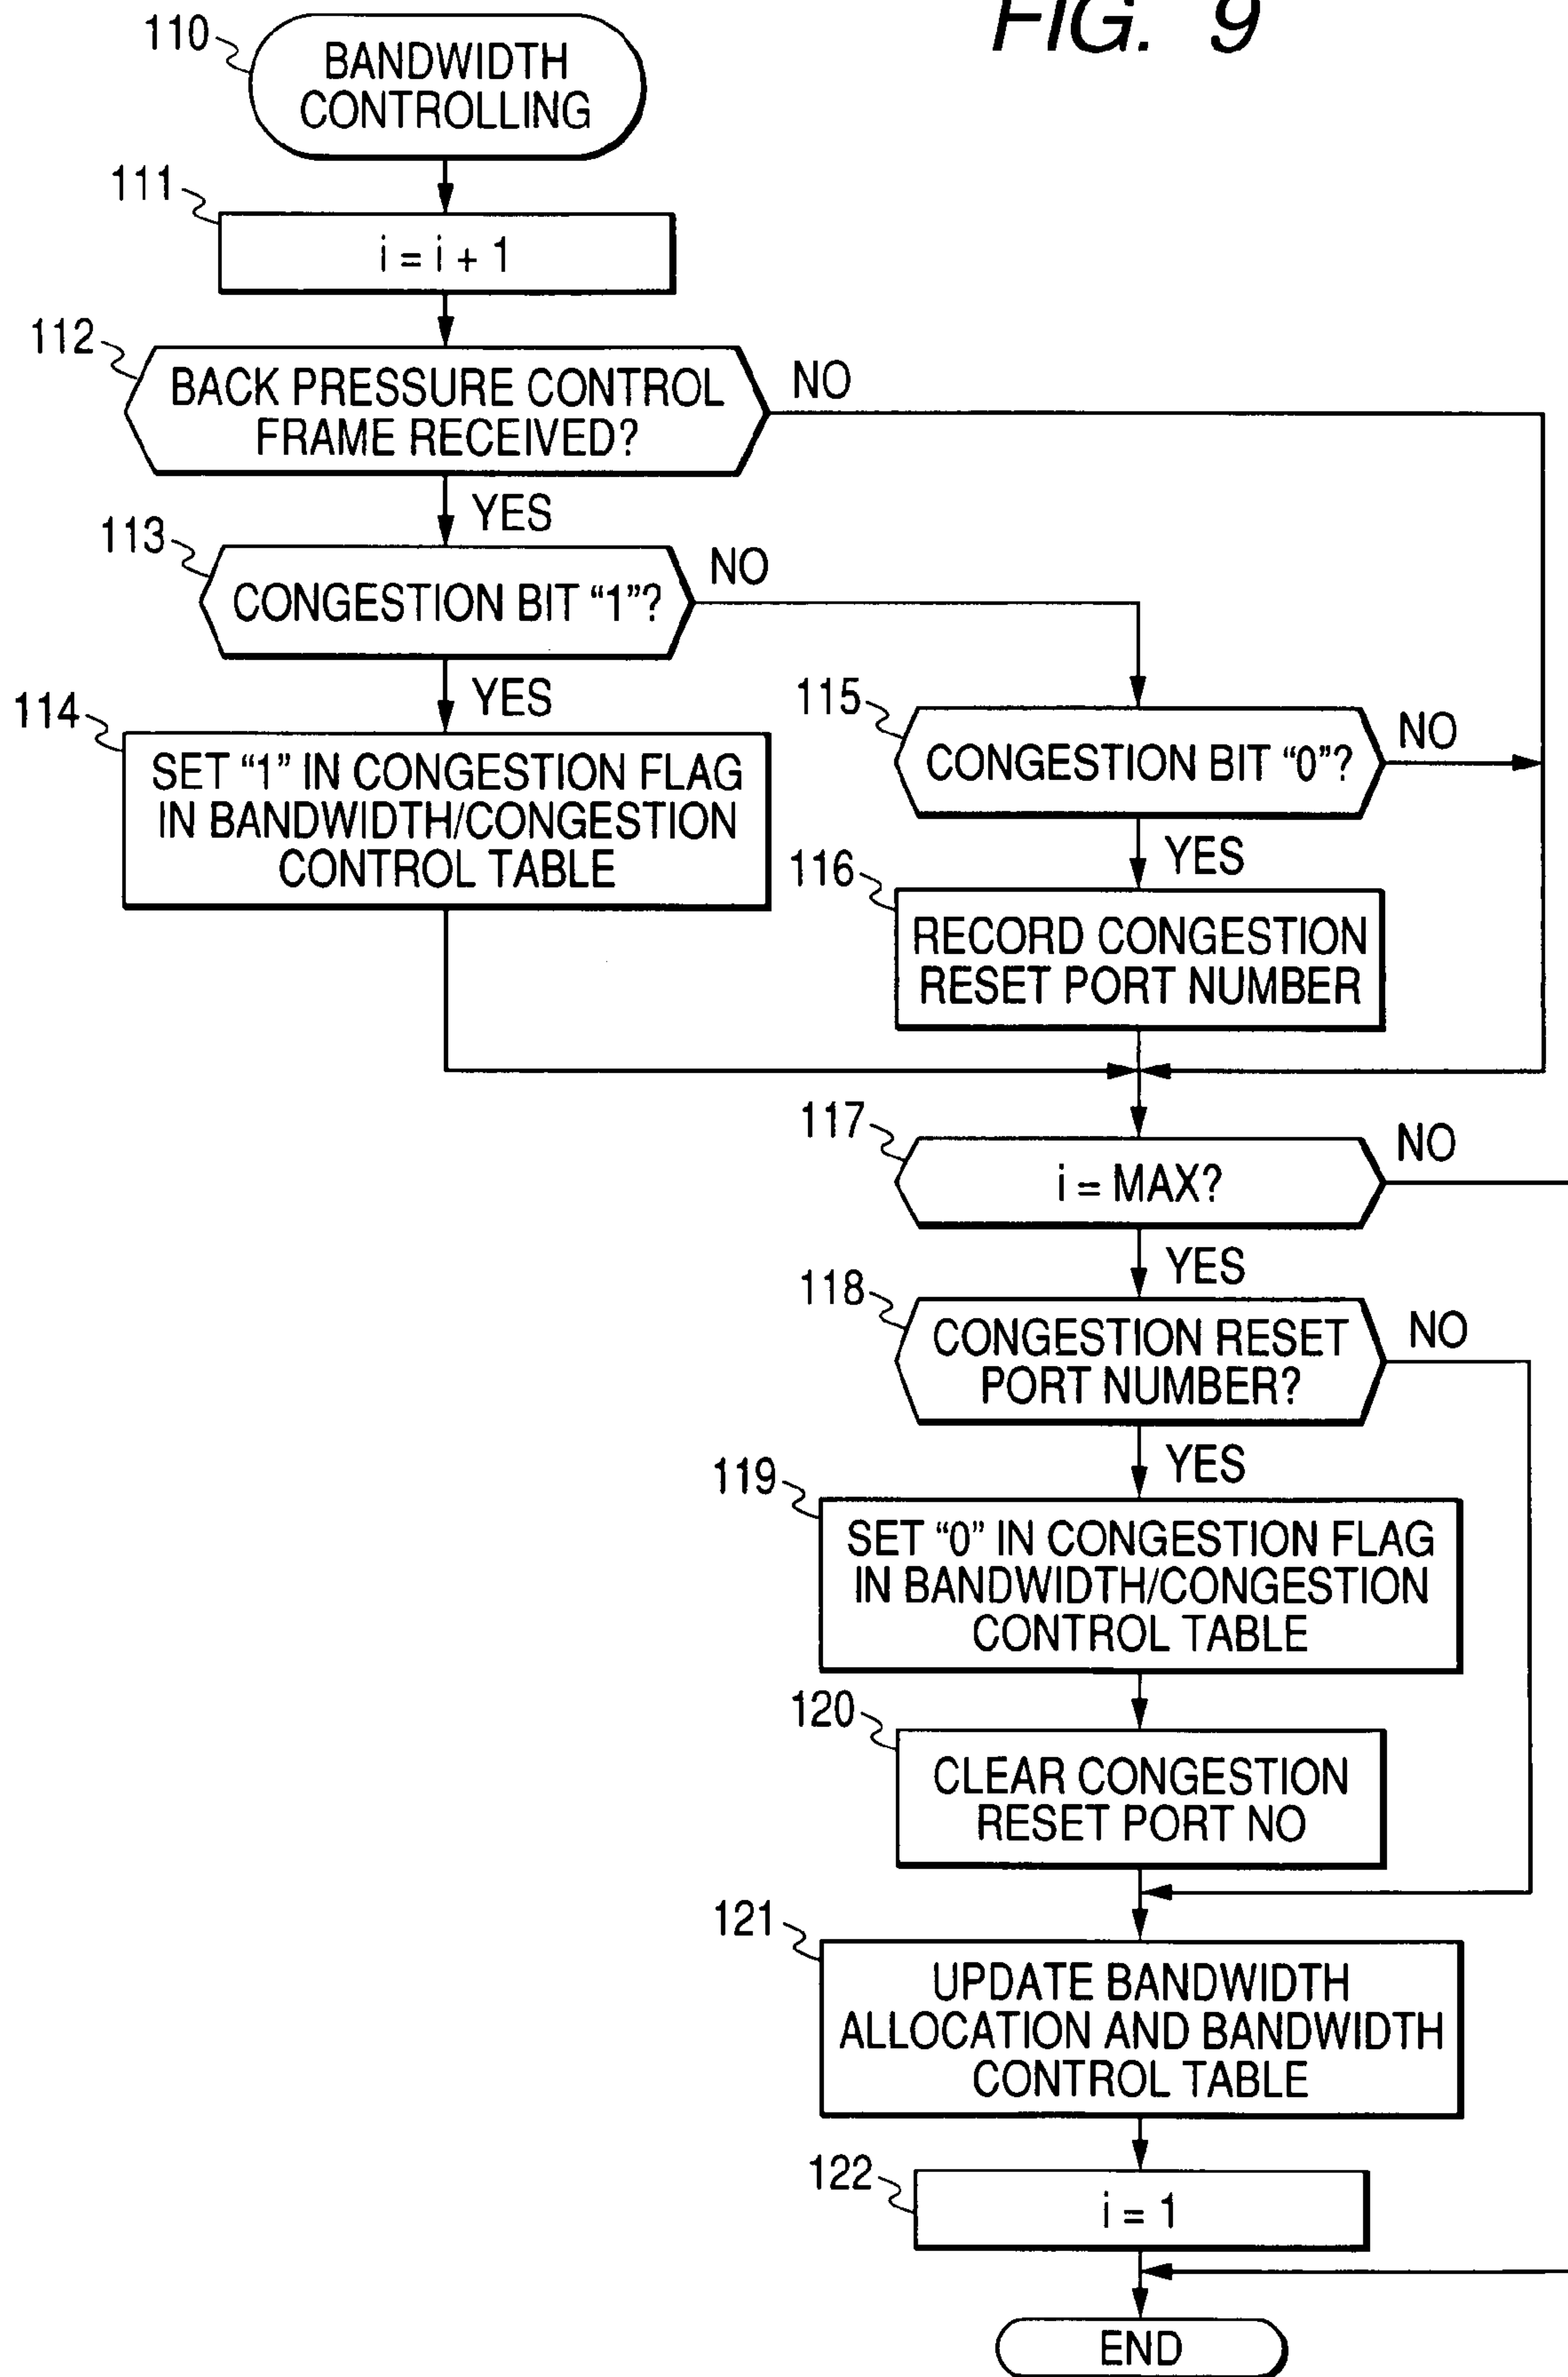 FIG. 9
110
BANDWIDTH
CONTROLLING
111
i = i + 1
112
BACK PRESSURE CONTROL
FRAME RECEIVED?
NO
YES
113
CONGESTION BIT “1”?
NO
YES
114
SET “1” IN CONGESTION FLAG
IN BANDWIDTH/CONGESTION
CONTROL TABLE
115
CONGESTION BIT “0”?
NO
YES
116
RECORD CONGESTION
RESET PORT NUMBER
117
i = MAX?
NO
YES
118
CONGESTION RESET
PORT NUMBER?
NO
YES
119
SET “0” IN CONGESTION FLAG
IN BANDWIDTH/CONGESTION
CONTROL TABLE
120
CLEAR CONGESTION
RESET PORT NO
121
UPDATE BANDWIDTH
ALLOCATION AND BANDWIDTH
CONTROL TABLE
122
i = 1
END